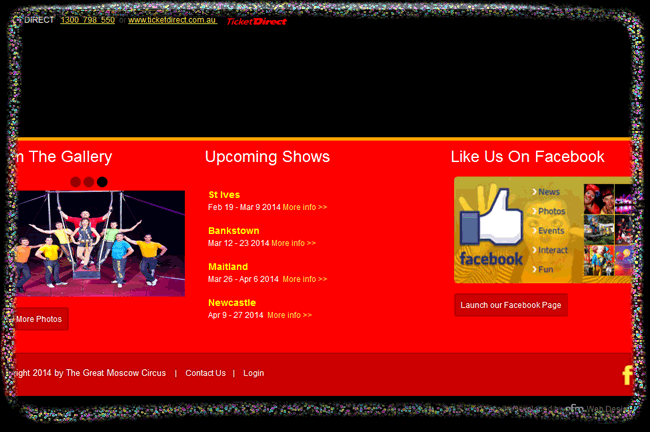 DIRECT 1300 798 550 or www.ticketdirect.com.au TicketDirect
The Gallery
Upcoming Shows
Like Us On Facebook
St Ives
Feb 19 - Mar 9 2014 More info >>
Bankstown
Mar 12 - 23 2014 More info >>
Maitland
Mar 26 - Apr 6 2014 More info >>
Newcastle
Apr 9 - 27 2014 More info >>
News
Photos
Events
Interact
Fun
facebook
More Photos
Launch our Facebook Page
2014 by The Great Moscow Circus | Contact Us | Login
f
Web Design